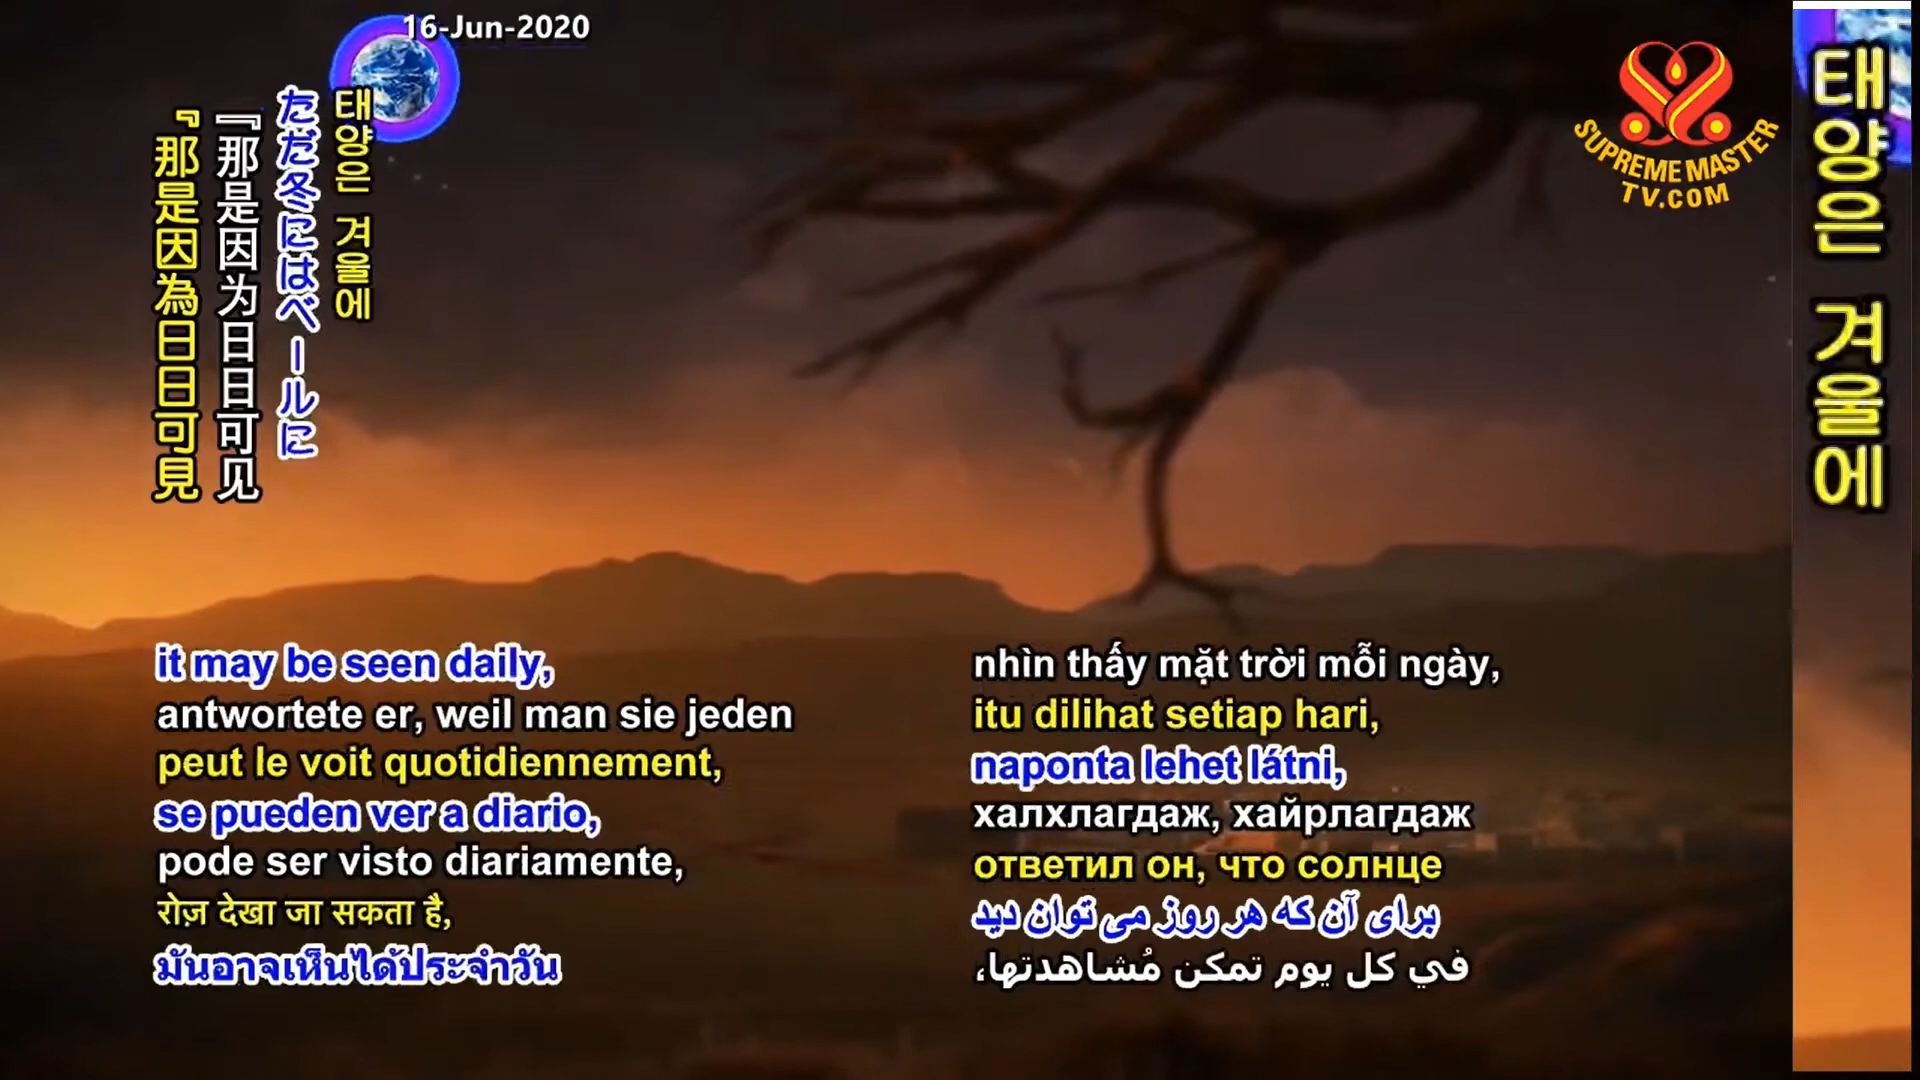 16-Jun-2020
태양은 겨울에
ただ冬にはベールに
『那是因为日日可见
『那是因為日日可見
SUPREME MASTER
TV.COM
태양은 겨울에
it may be seen daily,
antwortete er, weil man sie jeden
peut le voit quotidiennement,
se pueden ver a diario,
pode ser visto diariamente,
रोज़ देखा जा सकता है,
มันอาจเห็นได้ประจำวัน
nhìn thấy mặt trời mỗi ngày,
itu dilihat setiap hari,
naponta lehet látni,
халхлагдаж, хайрлагдаж
ответил он, что солнце
برای آن که هر روز می توان دید
في كل يوم تمكن مُشاهدتها،